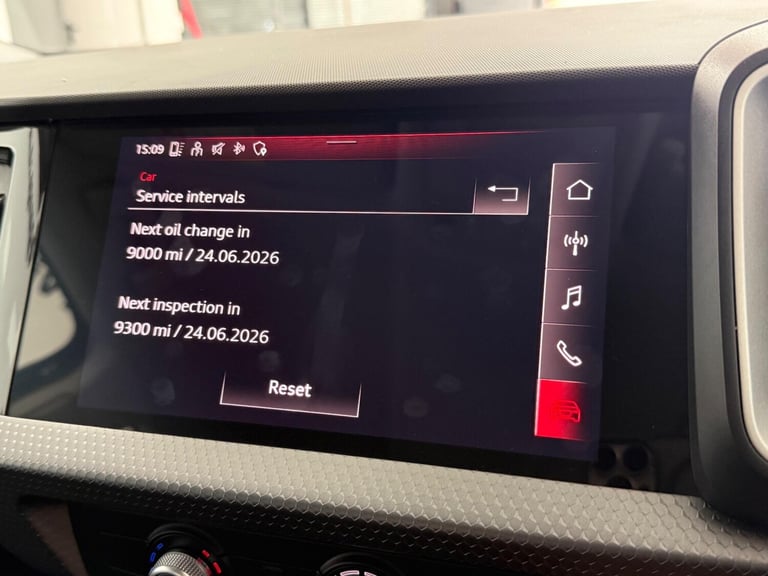 15:09
Car
Service intervals
Next oil change in
9000 mi / 24.06.2026
Next inspection in
9300 mi / 24.06.2026
Reset